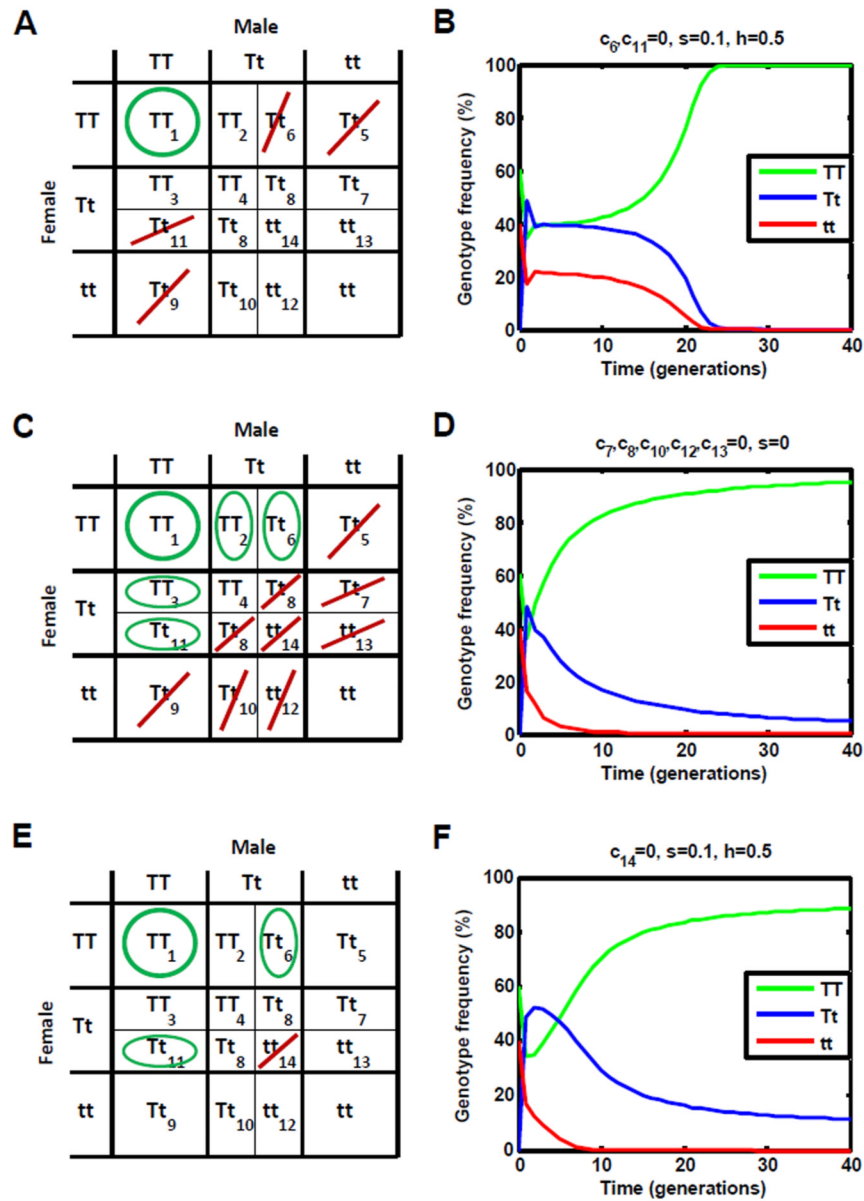 A
Male
TT Tt tt
Female
TT TT1 TT2 Tt6 Tt5
Tt TT3 TT4 Tt8 Tt7
Tt11 Tt8 tt14 tt13
tt Tt9 Tt10 tt12 tt
B
c6,c11=0, s=0.1, h=0.5
Genotype frequency (%)
100
80
60
40
20
0
TT
Tt
tt
0 10 20 30 40
Time (generations)
C
Male
TT Tt tt
Female
TT TT1 TT2 Tt6 Tt5
Tt TT3 TT4 Tt8 Tt7
Tt11 Tt8 tt14 tt13
tt Tt9 Tt10 tt12 tt
D
c7,c8,c10,c12,c13=0, s=0
Genotype frequency (%)
100
80
60
40
20
0
TT
Tt
tt
0 10 20 30 40
Time (generations)
E
Male
TT Tt tt
Female
TT TT1 TT2 Tt6 Tt5
Tt TT3 TT4 Tt8 Tt7
Tt11 Tt8 tt14 tt13
tt Tt9 Tt10 tt12 tt
F
c14=0, s=0.1, h=0.5
Genotype frequency (%)
100
80
60
40
20
0
TT
Tt
tt
0 10 20 30 40
Time (generations)